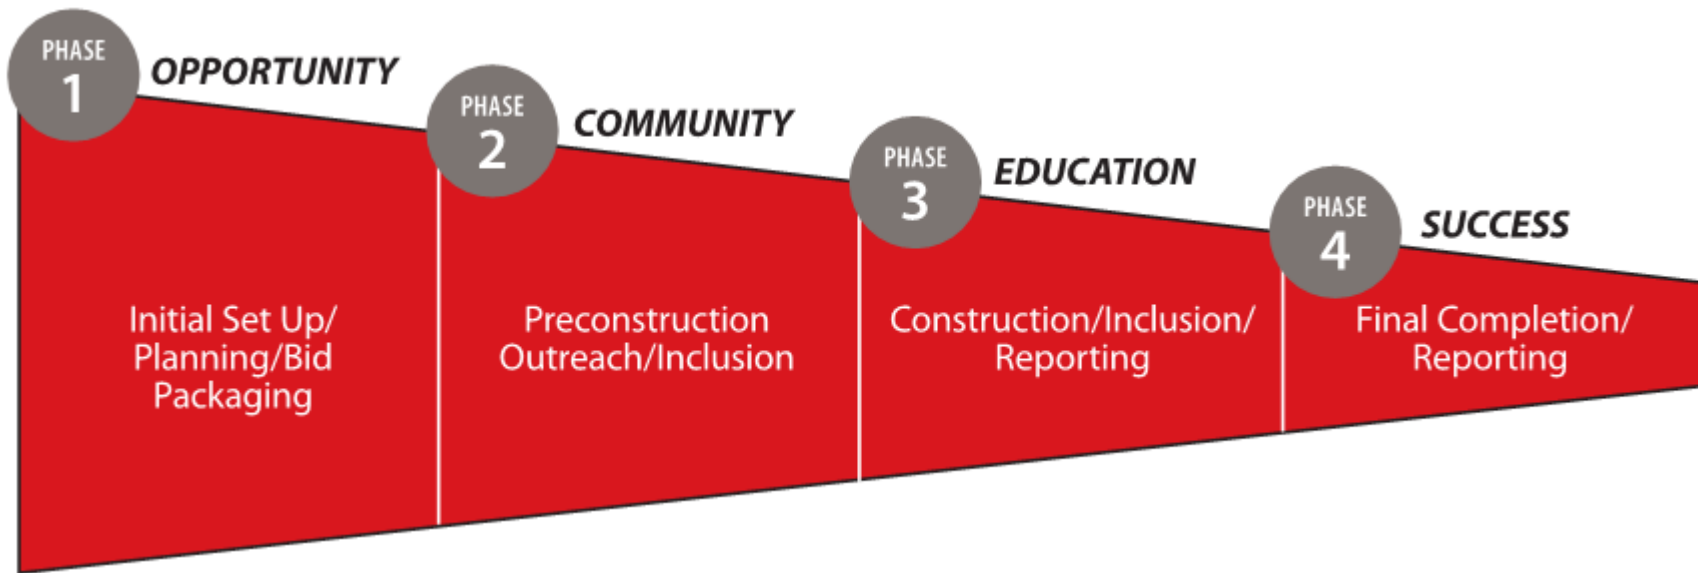 PHASE
1
OPPORTUNITY
Initial Set Up/
Planning/Bid
Packaging
PHASE
2
COMMUNITY
Preconstruction
Outreach/Inclusion
PHASE
3
EDUCATION
Construction/Inclusion/
Reporting
PHASE
4
SUCCESS
Final Completion/
Reporting